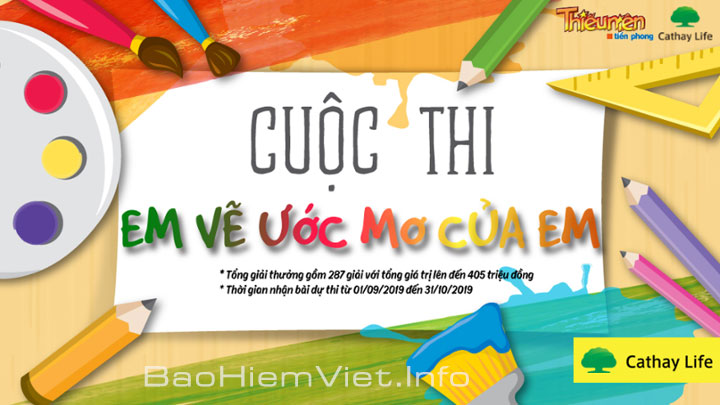 Thiếu niên
tiền phong
Cathay Life
CUỘC THI
EM VẼ ƯỚC MƠ CỦA EM
* Tổng giải thưởng gồm 287 giải với tổng giá trị lên đến 405 triệu đồng
* Thời gian nhận bài dự thi từ 01/09/2019 đến 31/10/2019
Cathay Life
BaoHiemViet.Info